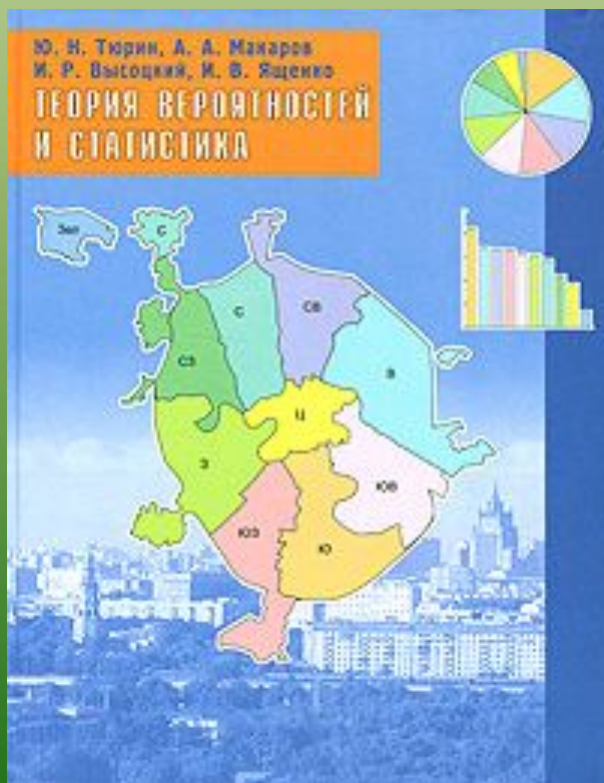 Ю. Н. Тюрин, А. А. Макаров
И. Р. Высоцкий, И. В. Ященко
ТЕОРИЯ ВЕРОЯТНОСТЕЙ
И СТАТИСТИКА
Зел
С
С
СВ
СЗ
В
Ц
З
ЮВ
ЮЗ
Ю